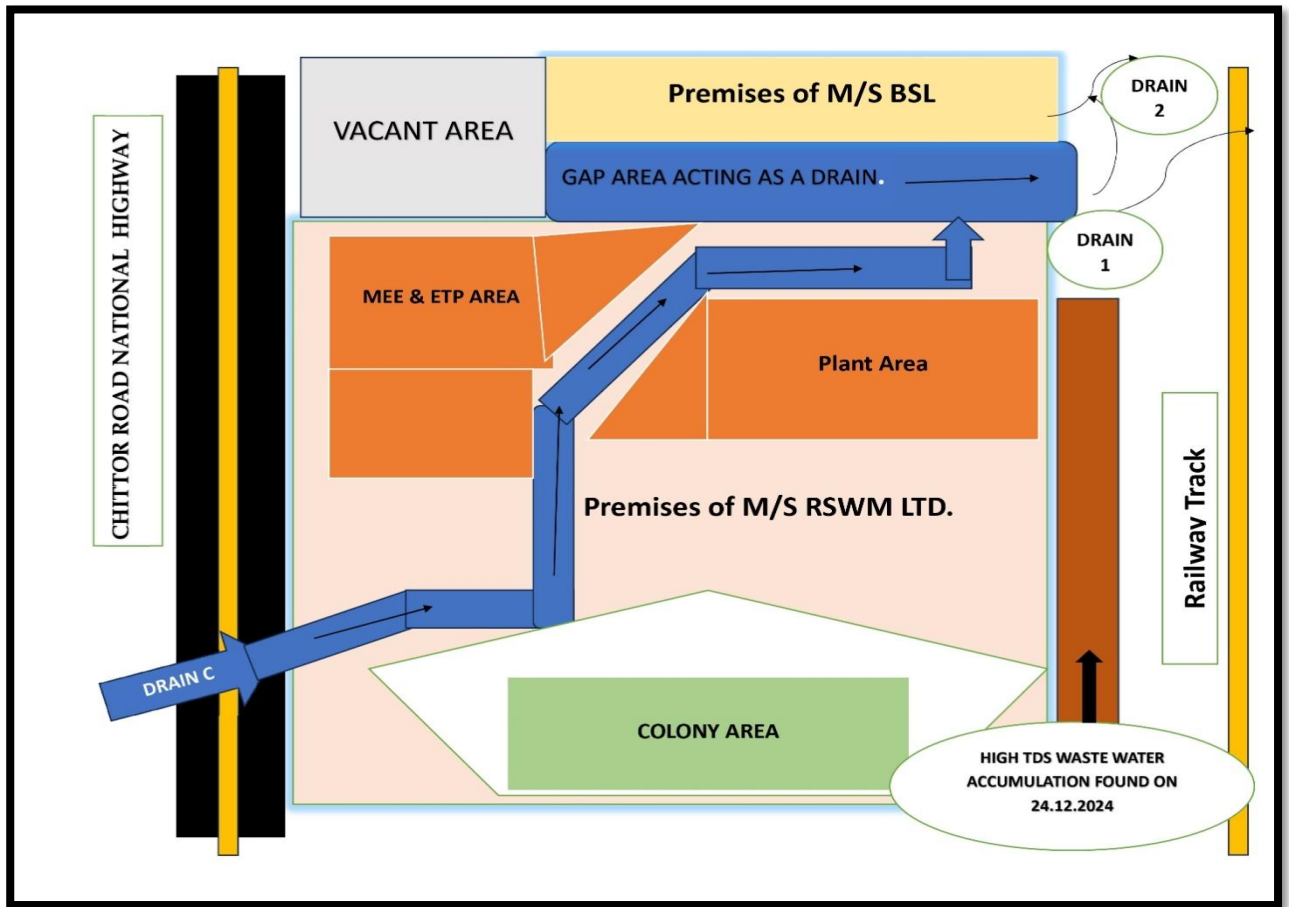 Premises of M/S BSL
DRAIN
2
VACANT AREA
GAP AREA ACTING AS A DRAIN.
DRAIN
1
CHITTOR ROAD NATIONAL HIGHWAY
MEE & ETP AREA
Plant Area
Premises of M/S RSWM LTD.
Railway Track
DRAIN C
COLONY AREA
HIGH TDS WASTE WATER
ACCUMULATION FOUND ON
24.12.2024